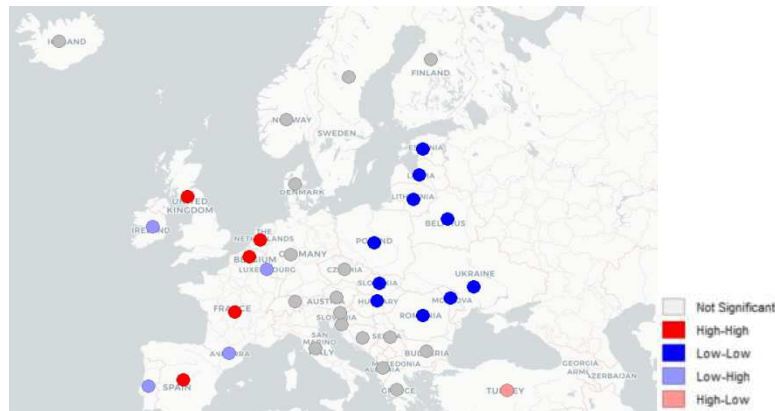 ICELAND
FINLAND
NORWAY
SWEDEN
ESTONIA
LATVIA
DENMARK
LITHUANIA
UNITED
KINGDOM
BELARUS
IRELAND
THE
NETHERLANDS
POLAND
BELGIUM
GERMANY
LUXEMBOURG
CZECHIA
UKRAINE
SLOVAKIA
AUSTRIA
HUNGARY
MOLDOVA
FRANCE
SLOVENIA
ROMANIA
SAN
MARINO
SERBIA
ITALY
ANDORRA
BULGARIA
MACEDONIA
ALBANIA
GEORGIA
ARM
AZERBAIJAN
SPAIN
GREECE
TURKEY
Not Significant
High-High
Low-Low
Low-High
High-Low